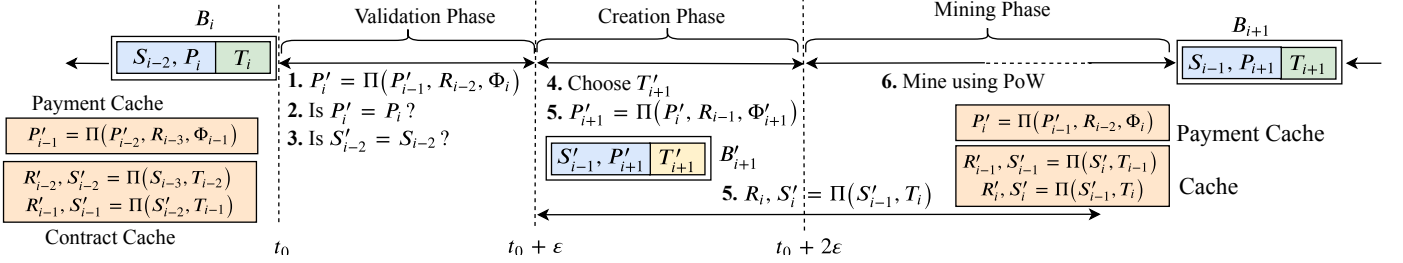 B_i
S_{i−2}, P_i T_i
Payment Cache
P′_{i−1} = Π(P′_{i−2}, R_{i−3}, Φ_{i−1})
R′_{i−2}, S′_{i−2} = Π(S_{i−3}, T_{i−2})
R′_{i−1}, S′_{i−1} = Π(S′_{i−2}, T_{i−1})
Contract Cache
Validation Phase
1. P′_i = Π(P′_{i−1}, R_{i−2}, Φ_i)
2. Is P′_i = P_i ?
3. Is S′_{i−2} = S_{i−2} ?
Creation Phase
4. Choose T′_{i+1}
5. P′_{i+1} = Π(P′_i, R_{i−1}, Φ′_{i+1})
S′_{i−1}, P′_{i+1} T′_{i+1} B′_{i+1}
5. R_i, S′_i = Π(S′_{i−1}, T_i)
Mining Phase
6. Mine using PoW
B_{i+1}
S_{i−1}, P_{i+1} T_{i+1}
P′_i = Π(P′_{i−1}, R_{i−2}, Φ_i)
Payment Cache
R′_{i−1}, S′_{i−1} = Π(S′_i, T_{i−1})
R′_i, S′_i = Π(S′_{i−1}, T_i)
Cache
t_0
t_0 + ε
t_0 + 2ε